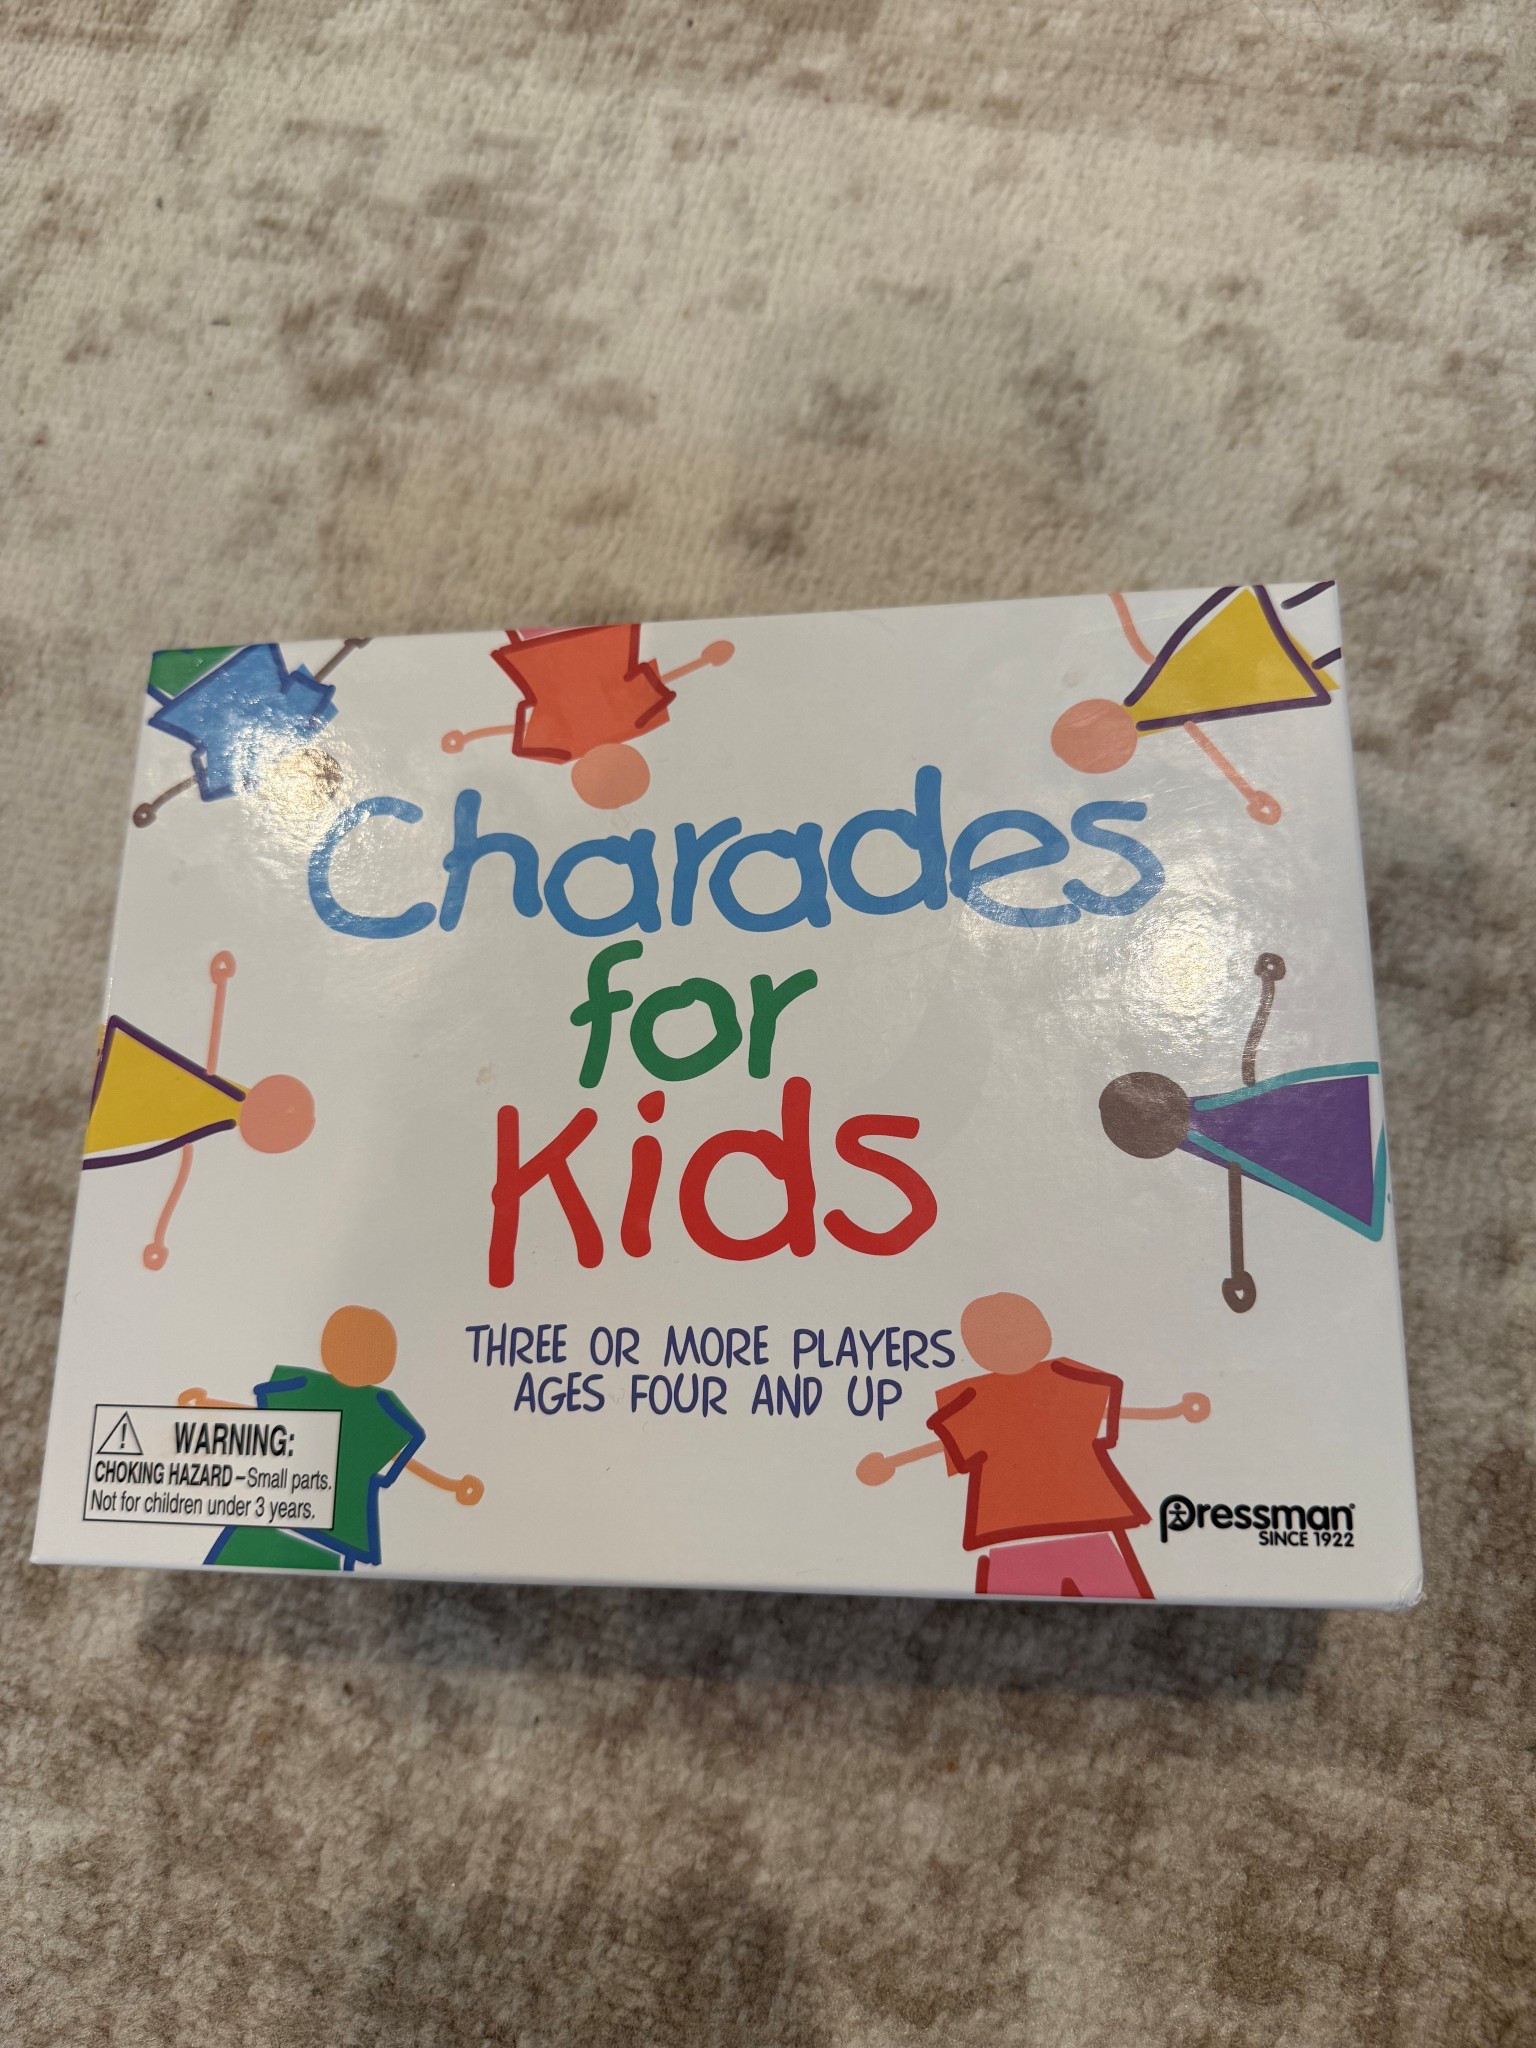 Charades
for
Kids
THREE OR MORE PLAYERS
AGES FOUR AND UP
WARNING:
CHOKING HAZARD – Small parts.
Not for children under 3 years.
Pressman®
SINCE 1922